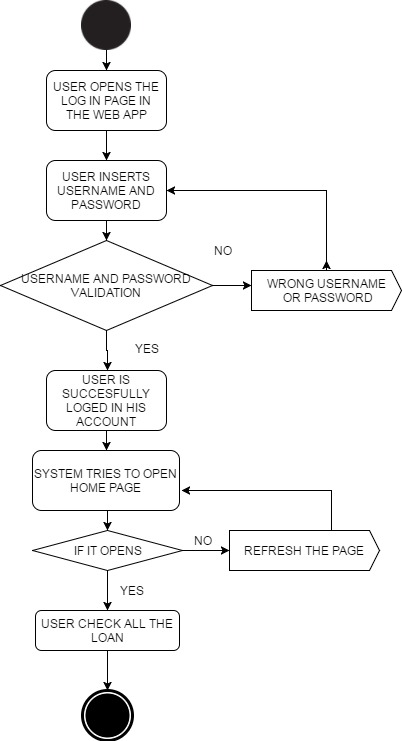 USER OPENS THE
LOG IN PAGE IN
THE WEB APP
USER INSERTS
USERNAME AND
PASSWORD
NO
USERNAME AND PASSWORD
VALIDATION
WRONG USERNAME
OR PASSWORD
YES
USER IS
SUCCESFULLY
LOGED IN HIS
ACCOUNT
SYSTEM TRIES TO OPEN
HOME PAGE
NO
IF IT OPENS
REFRESH THE PAGE
YES
USER CHECK ALL THE
LOAN